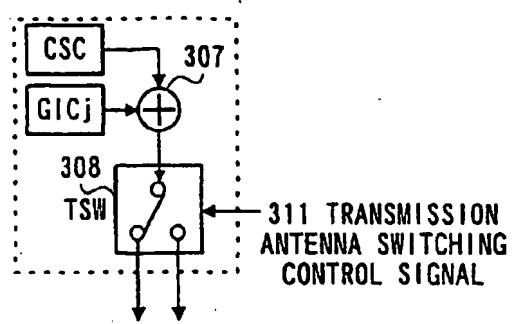 CSC
307
GICj
308
TSW
311 TRANSMISSION
ANTENNA SWITCHING
CONTROL SIGNAL